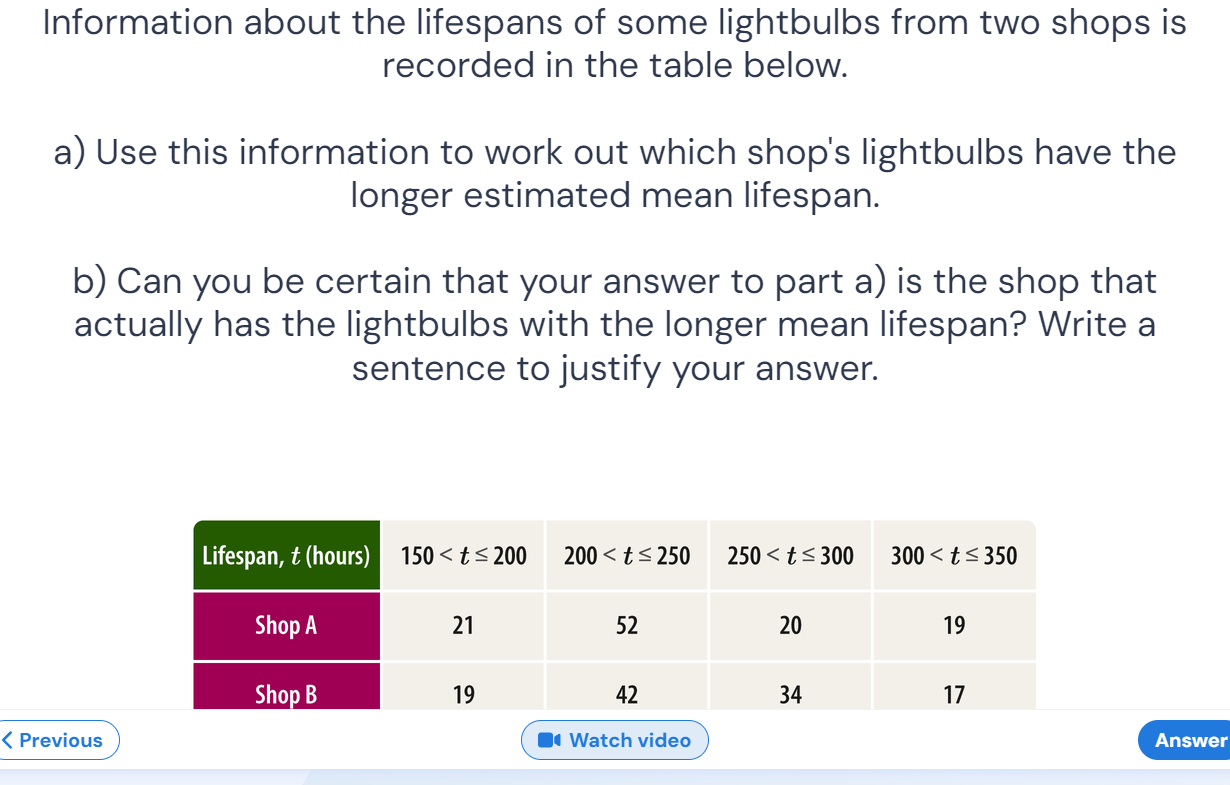 Information about the lifespans of some lightbulbs from two shops is
recorded in the table below.
a) Use this information to work out which shop's lightbulbs have the
longer estimated mean lifespan.
b) Can you be certain that your answer to part a) is the shop that
actually has the lightbulbs with the longer mean lifespan? Write a
sentence to justify your answer.
Lifespan, t (hours) 150 < t ≤ 200 200 < t ≤ 250 250 < t ≤ 300 300 < t ≤ 350
Shop A 21 52 20 19
Shop B 19 42 34 17
< Previous Watch video Answer